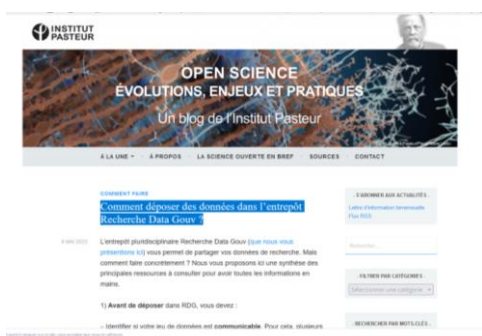 INSTITUT
PASTEUR
OPEN SCIENCE
ÉVOLUTIONS, ENJEUX ET PRATIQUES
Un blog de l'Institut Pasteur
À LA UNE
À PROPOS
LA SCIENCE OUVERTE EN BREF
SOURCES
CONTACT
COMMENT FAIRE
Comment déposer des données dans l'entrepôt
Recherche Data Gouv ?
L'entrepôt pluridisciplinaire Recherche Data Gouv (que nous vous
présentions ici) vous permet de partager vos données de recherche. Mais
comment faire concrètement ? Nous vous proposons ici une synthèse des
principales ressources à consulter pour avoir toutes les informations en
mains.
1) Avant de déposer dans RDG, vous devez :
– Identifier si votre jeu de données est communicable. Pour cela, plusieurs
- S'ABONNER AUX ACTUALITÉS -
Lettre d'information bimensuelle
Flux RSS
Rechercher...
- FILTRER PAR CATÉGORIES -
Sélectionner une catégorie
- RECHERCHER PAR MOTS-CLÉS -